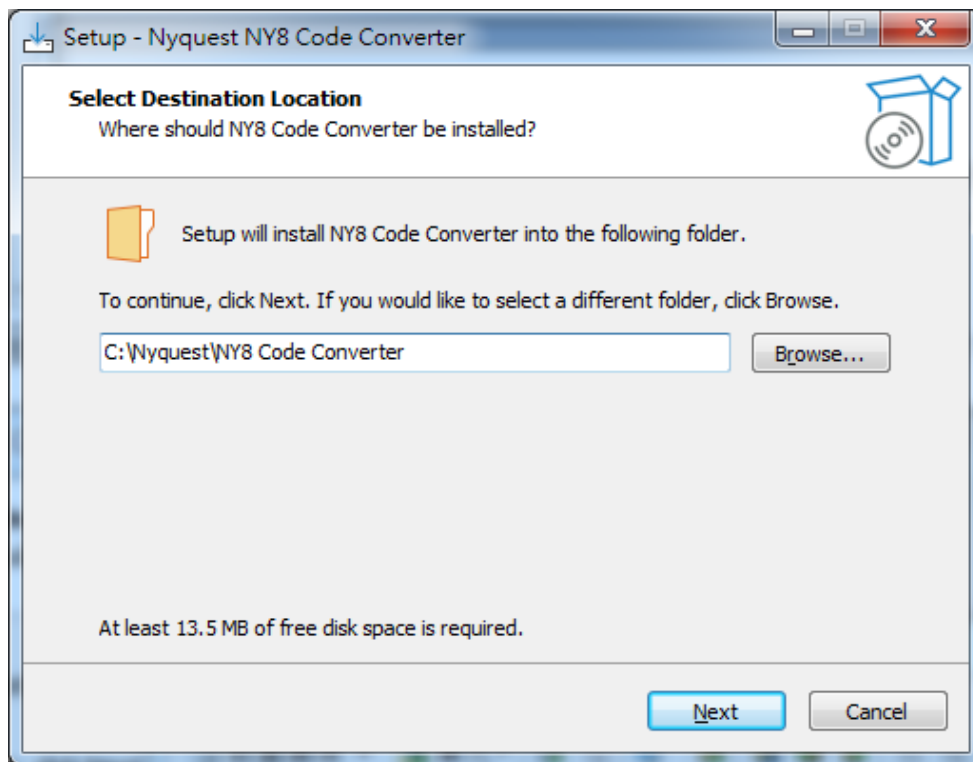 Setup - Nyquest NY8 Code Converter
Select Destination Location
Where should NY8 Code Converter be installed?
Setup will install NY8 Code Converter into the following folder.
To continue, click Next. If you would like to select a different folder, click Browse.
C:\Nyquest\NY8 Code Converter
Browse...
At least 13.5 MB of free disk space is required.
Next
Cancel